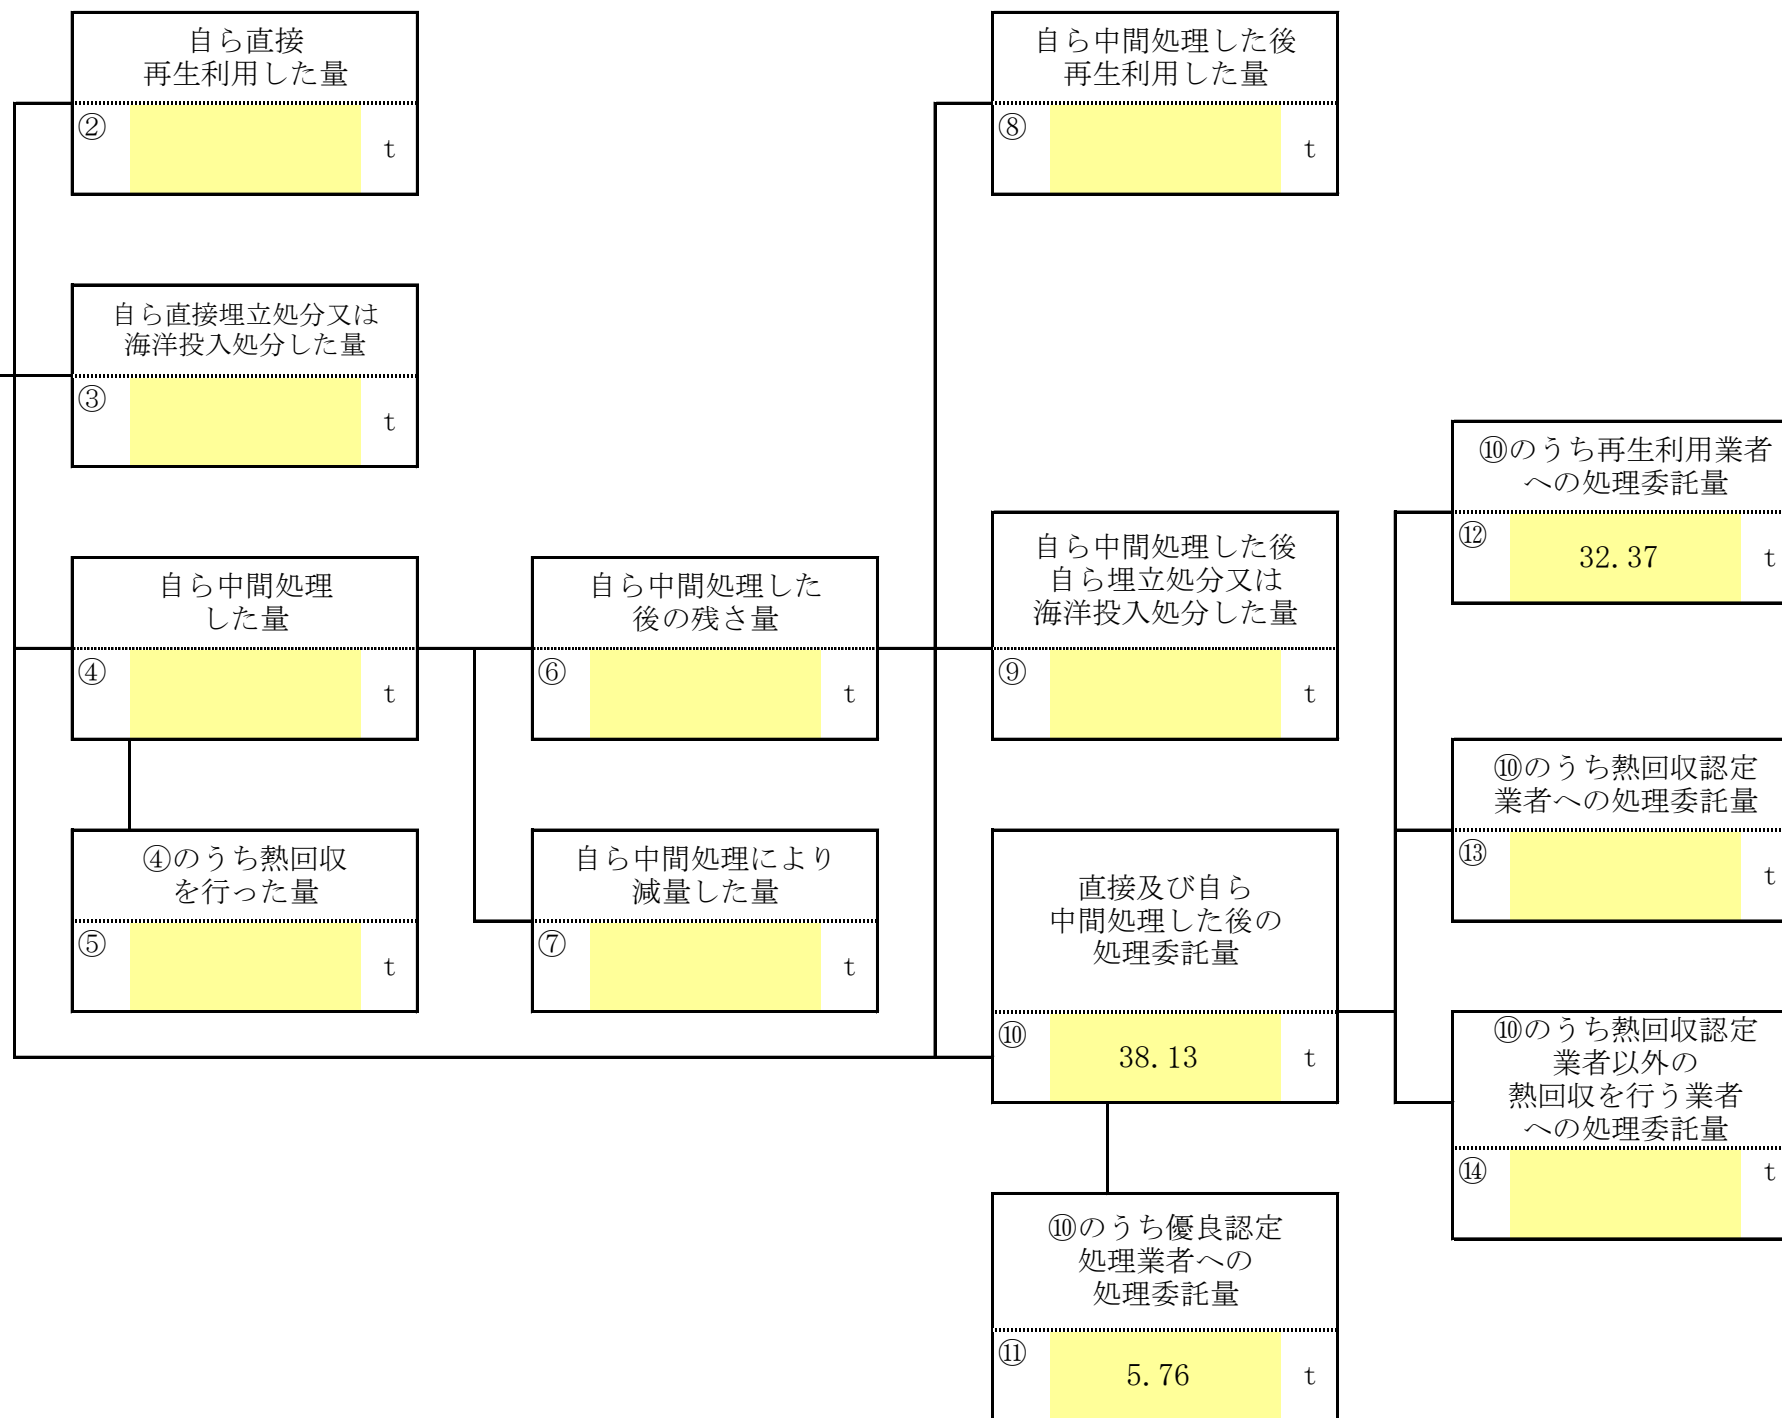 自ら直接
再生利用した量
②
t
自ら中間処理した後
再生利用した量
⑧
t
自ら直接埋立処分又は
海洋投入処分した量
③
t
⑩のうち再生利用業者
への処理委託量
⑫
32.37
t
自ら中間処理
した量
④
t
自ら中間処理した
後の残さ量
⑥
t
自ら中間処理した後
自ら埋立処分又は
海洋投入処分した量
⑨
t
⑩のうち熱回収認定
業者への処理委託量
⑬
t
④のうち熱回収
を行った量
⑤
t
自ら中間処理により
減量した量
⑦
t
直接及び自ら
中間処理した後の
処理委託量
⑩
38.13
t
⑩のうち熱回収認定
業者以外の
熱回収を行う業者
への処理委託量
⑭
t
⑩のうち優良認定
処理業者への
処理委託量
⑪
5.76
t